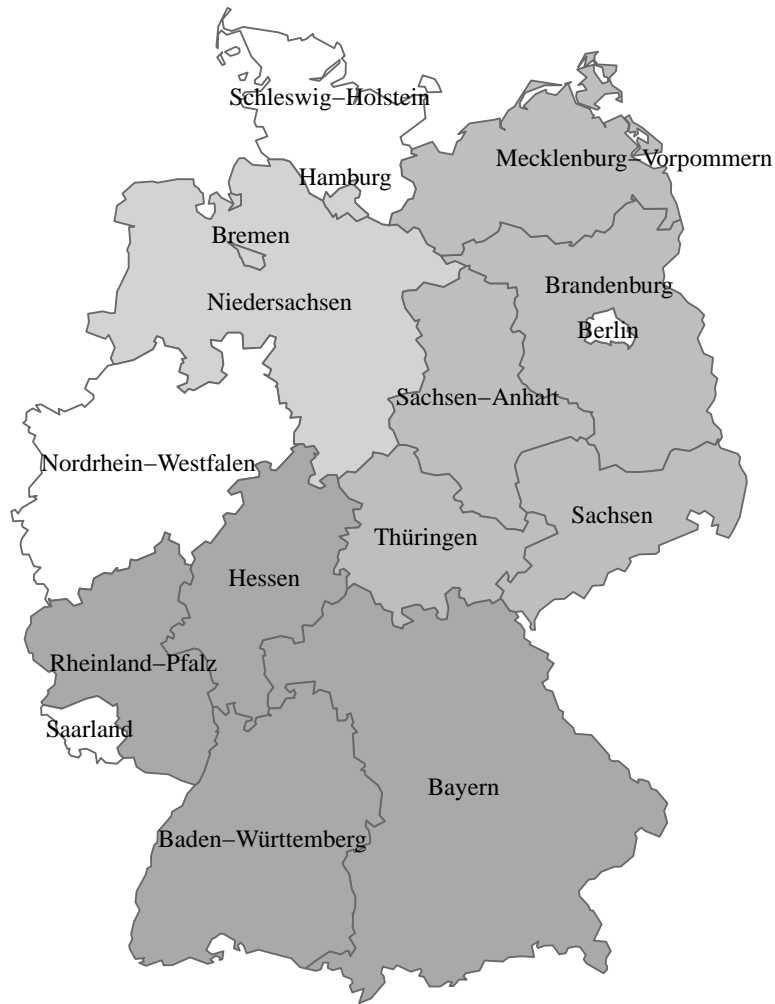 Schleswig−Holstein
Mecklenburg−Vorpommern
Hamburg
Bremen
Brandenburg
Niedersachsen
Berlin
Sachsen−Anhalt
Nordrhein−Westfalen
Sachsen
Thüringen
Hessen
Rheinland−Pfalz
Saarland
Bayern
Baden−Württemberg